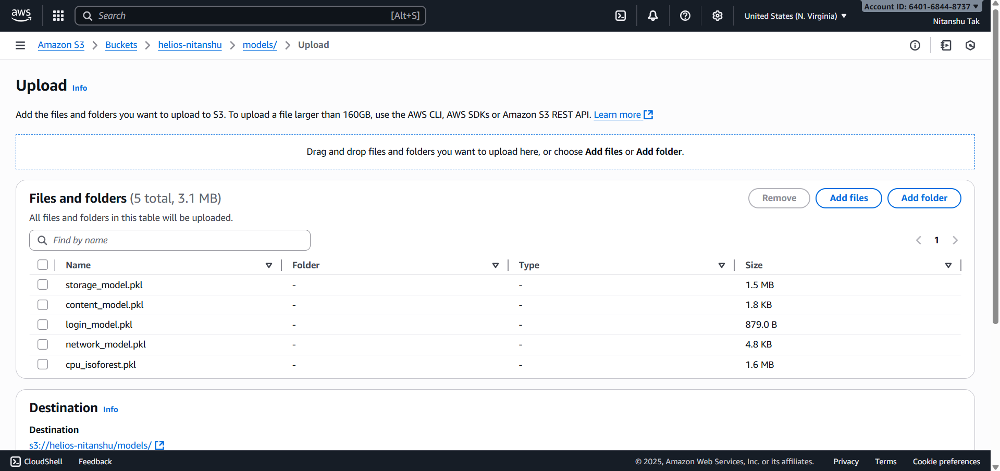 aws
Search [Alt+S]
United States (N. Virginia)
Account ID: 6401-6844-8737
Nitanshu Tak
Amazon S3 > Buckets > helios-nitanshu > models/ > Upload
Upload Info
Add the files and folders you want to upload to S3. To upload a file larger than 160GB, use the AWS CLI, AWS SDKs or Amazon S3 REST API. Learn more
Drag and drop files and folders you want to upload here, or choose Add files or Add folder.
Files and folders (5 total, 3.1 MB)
Remove Add files Add folder
All files and folders in this table will be uploaded.
Find by name
1
Name Folder Type Size
storage_model.pkl - - 1.5 MB
content_model.pkl - - 1.8 KB
login_model.pkl - - 879.0 B
network_model.pkl - - 4.8 KB
cpu_isoforest.pkl - - 1.6 MB
Destination Info
Destination
s3://helios-nitanshu/models/
CloudShell Feedback © 2025, Amazon Web Services, Inc. or its affiliates. Privacy Terms Cookie preferences